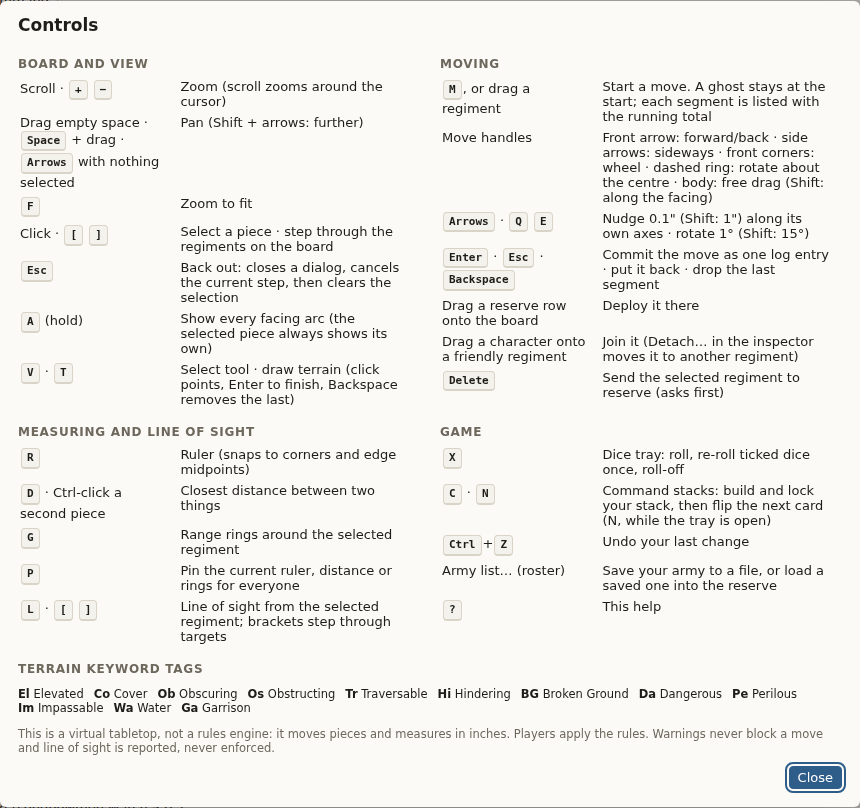 Controls
BOARD AND VIEW
Scroll · + −
Zoom (scroll zooms around the
cursor)
Drag empty space ·
Space + drag ·
Arrows with nothing
selected
Pan (Shift + arrows: further)
F
Zoom to fit
Click · [ ]
Select a piece · step through the
regiments on the board
Esc
Back out: closes a dialog, cancels
the current step, then clears the
selection
A (hold)
Show every facing arc (the
selected piece always shows its
own)
V · T
Select tool · draw terrain (click
points, Enter to finish, Backspace
removes the last)
MOVING
M, or drag a
regiment
Start a move. A ghost stays at the
start; each segment is listed with
the running total
Move handles
Front arrow: forward/back · side
arrows: sideways · front corners:
wheel · dashed ring: rotate about
the centre · body: free drag (Shift:
along the facing)
Arrows · Q E
Nudge 0.1" (Shift: 1") along its
own axes · rotate 1° (Shift: 15°)
Enter · Esc ·
Backspace
Commit the move as one log entry
· put it back · drop the last
segment
Drag a reserve row
onto the board
Deploy it there
Drag a character onto
a friendly regiment
Join it (Detach… in the inspector
moves it to another regiment)
Delete
Send the selected regiment to
reserve (asks first)
MEASURING AND LINE OF SIGHT
R
Ruler (snaps to corners and edge
midpoints)
D · Ctrl-click a
second piece
Closest distance between two
things
G
Range rings around the selected
regiment
P
Pin the current ruler, distance or
rings for everyone
L · [ ]
Line of sight from the selected
regiment; brackets step through
targets
GAME
X
Dice tray: roll, re-roll ticked dice
once, roll-off
C · N
Command stacks: build and lock
your stack, then flip the next card
(N, while the tray is open)
Ctrl+Z
Undo your last change
Army list… (roster)
Save your army to a file, or load a
saved one into the reserve
?
This help
TERRAIN KEYWORD TAGS
El Elevated Co Cover Ob Obscuring Os Obstructing Tr Traversable Hi Hindering BG Broken Ground Da Dangerous Pe Perilous
Im Impassable Wa Water Ga Garrison
This is a virtual tabletop, not a rules engine: it moves pieces and measures in inches. Players apply the rules. Warnings never block a move
and line of sight is reported, never enforced.
Close